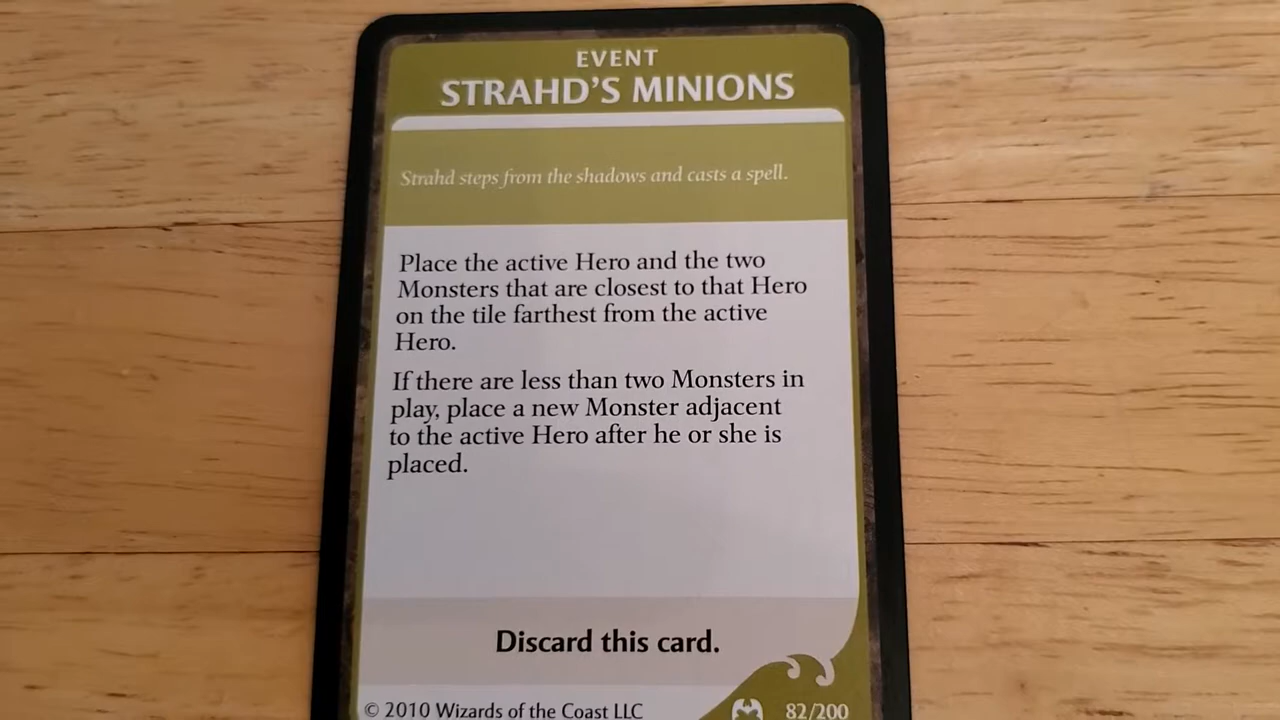 EVENT
STRAHD'S MINIONS
Strahd steps from the shadows and casts a spell.
Place the active Hero and the two
Monsters that are closest to that Hero
on the tile farthest from the active
Hero.
If there are less than two Monsters in
play, place a new Monster adjacent
to the active Hero after he or she is
placed.
Discard this card.
© 2010 Wizards of the Coast LLC
82/200